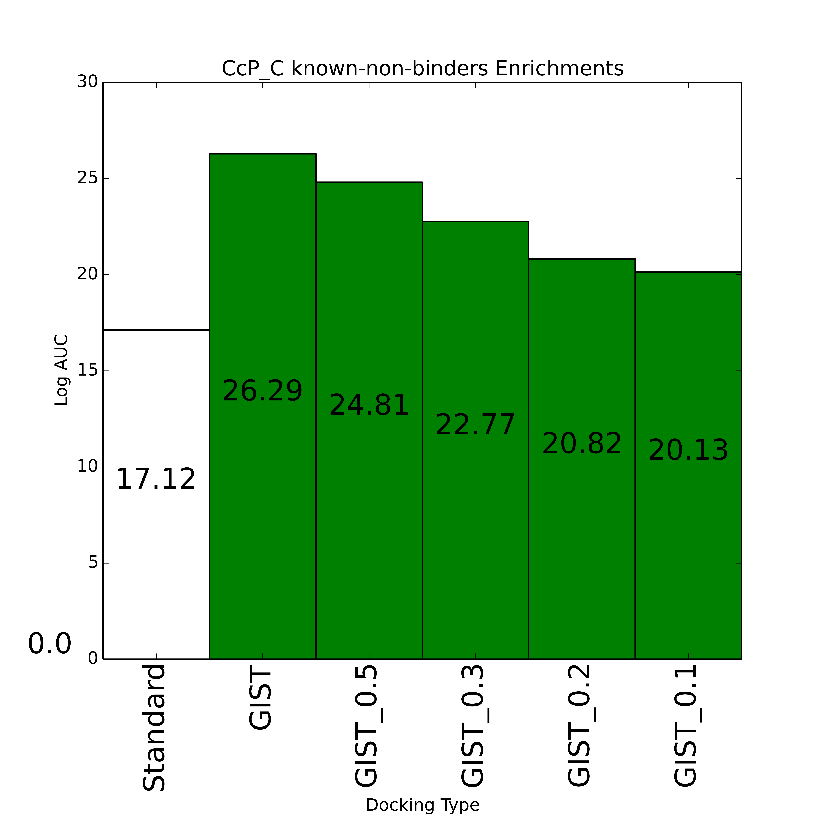 CcP_C known-non-binders Enrichments
30
25
20
15
10
5
0
Log AUC
0.0
17.12
26.29
24.81
22.77
20.82
20.13
Standard
GIST
GIST_0.5
GIST_0.3
GIST_0.2
GIST_0.1
Docking Type